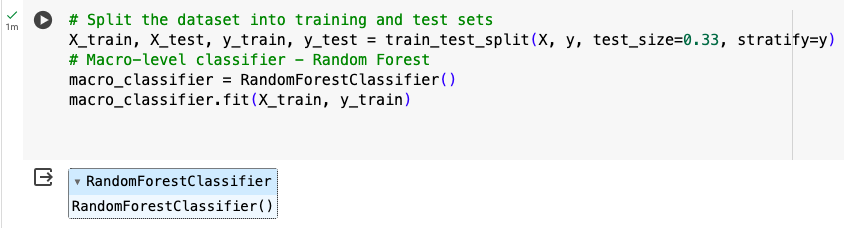 1m
# Split the dataset into training and test sets
X_train, X_test, y_train, y_test = train_test_split(X, y, test_size=0.33, stratify=y)
# Macro-level classifier - Random Forest
macro_classifier = RandomForestClassifier()
macro_classifier.fit(X_train, y_train)
RandomForestClassifier
RandomForestClassifier()